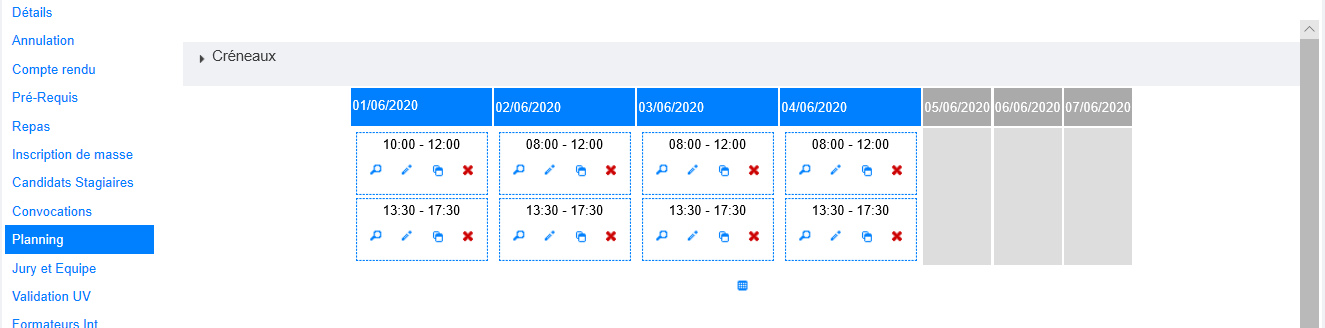 Détails
Annulation
Compte rendu
Pré-Requis
Repas
Inscription de masse
Candidats Stagiaires
Convocations
Planning
Jury et Equipe
Validation UV
Formateurs Int
Créneaux
01/06/2020 02/06/2020 03/06/2020 04/06/2020 05/06/2020 06/06/2020 07/06/2020
10:00 - 12:00 08:00 - 12:00 08:00 - 12:00 08:00 - 12:00
13:30 - 17:30 13:30 - 17:30 13:30 - 17:30 13:30 - 17:30